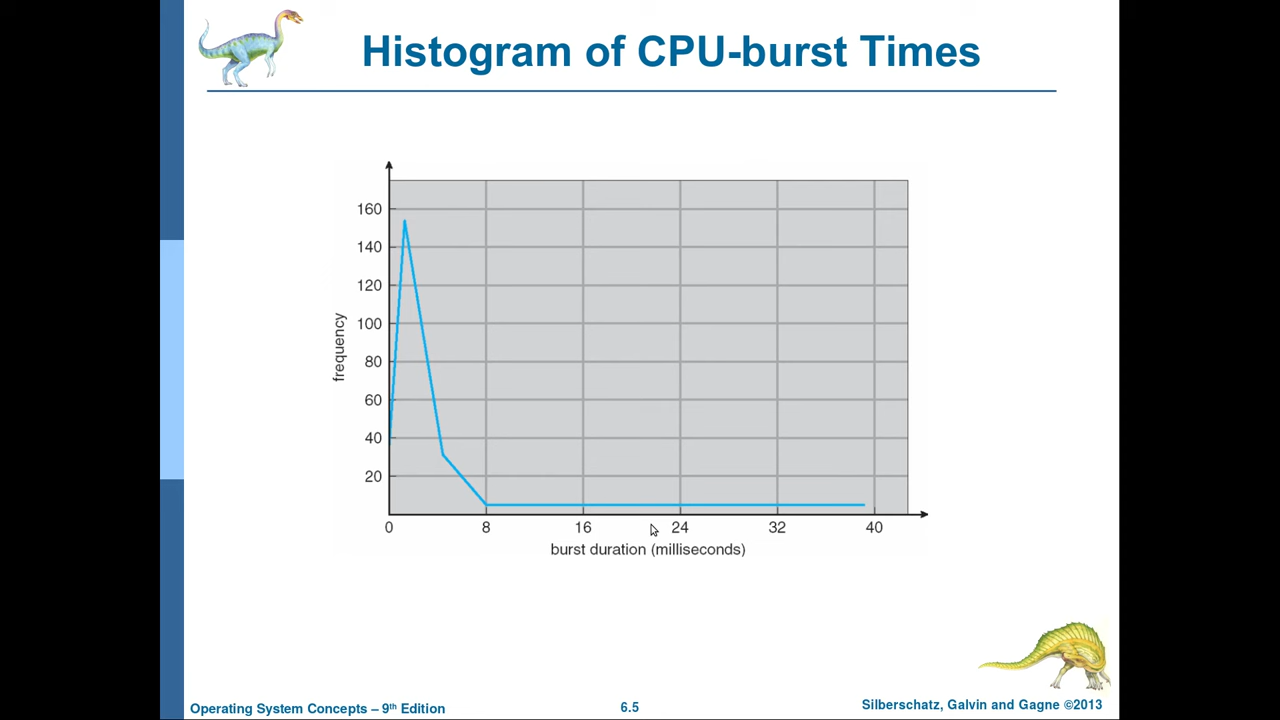 Histogram of CPU-burst Times
160
140
120
100
80
60
40
20
frequency
0 8 16 24 32 40
burst duration (milliseconds)
Operating System Concepts – 9th Edition
6.5
Silberschatz, Galvin and Gagne ©2013